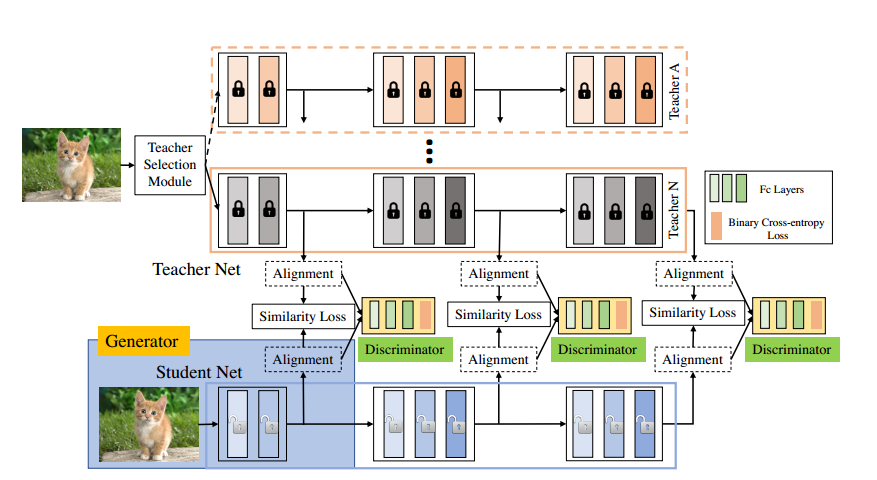 Teacher A
Teacher
Selection
Module
Teacher N
Fc Layers
Binary Cross-entropy
Loss
Teacher Net
Alignment
Alignment
Alignment
Similarity Loss
Similarity Loss
Similarity Loss
Generator
Discriminator
Discriminator
Discriminator
Alignment
Alignment
Alignment
Student Net